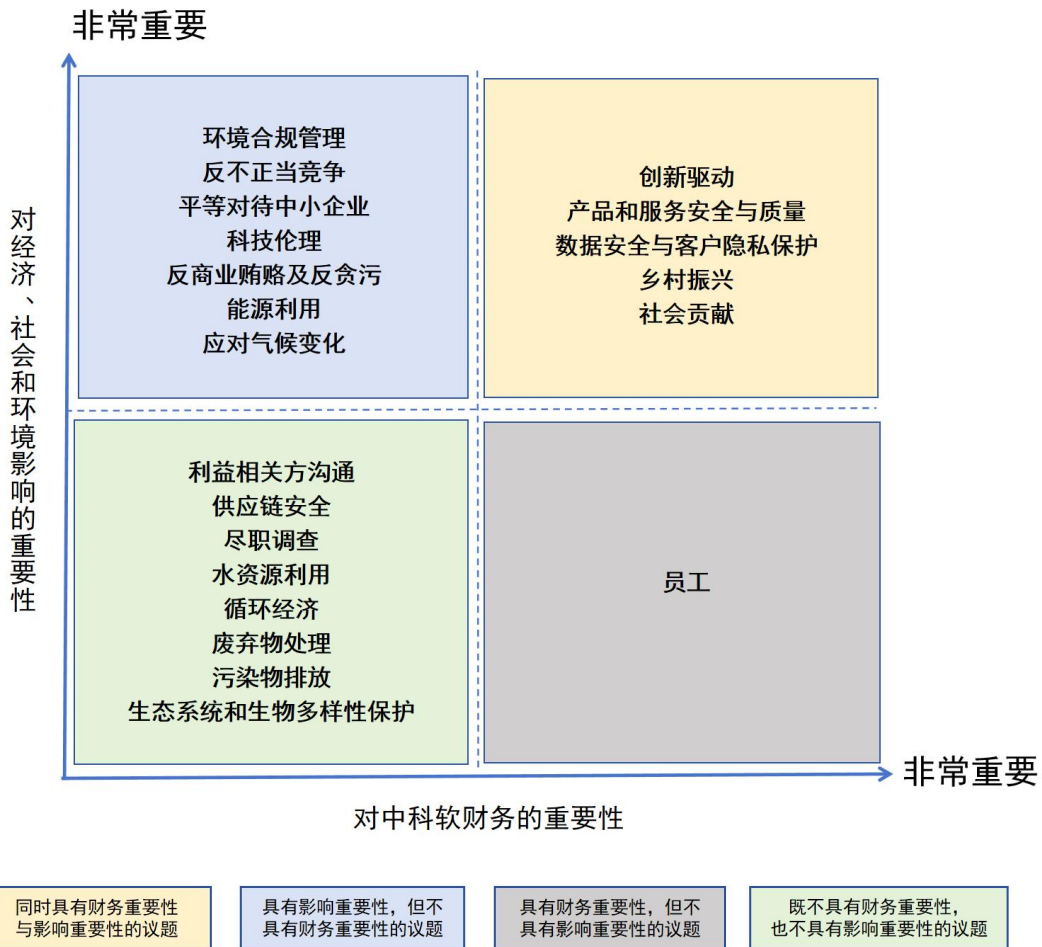 非常重要
对经济、社会和环境影响的重要性
环境合规管理
反不正当竞争
平等对待中小企业
科技伦理
反商业贿赂及反贪污
能源利用
应对气候变化
创新驱动
产品和服务安全与质量
数据安全与客户隐私保护
乡村振兴
社会贡献
利益相关方沟通
供应链安全
尽职调查
水资源利用
循环经济
废弃物处理
污染物排放
生态系统和生物多样性保护
员工
非常重要
对中科软财务的重要性
同时具有财务重要性
与影响重要性的议题
具有影响重要性，但不
具有财务重要性的议题
具有财务重要性，但不
具有影响重要性的议题
既不具有财务重要性，
也不具有影响重要性的议题